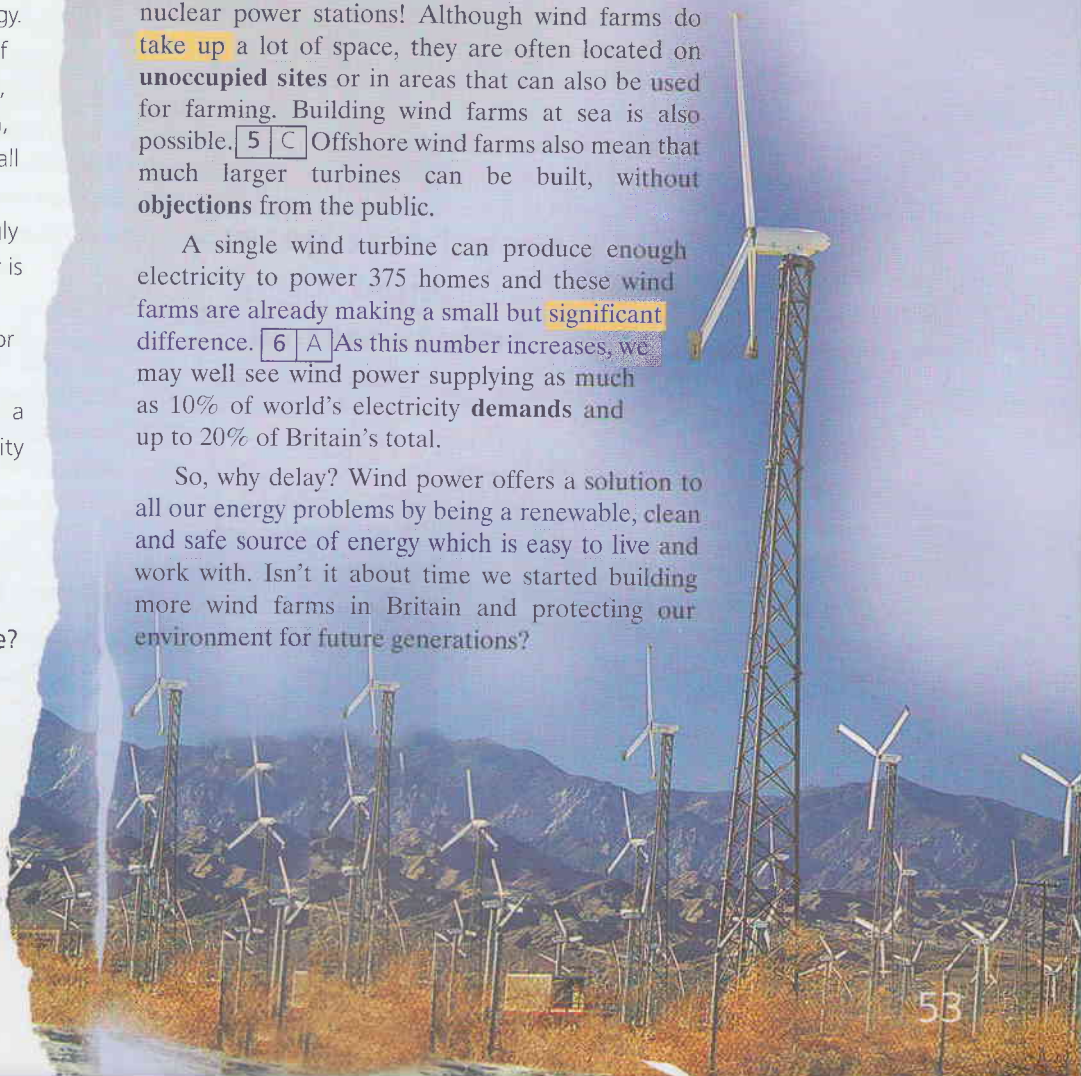 gy.
f
,
,
all
ly
is
or
a
ity
e?
nuclear power stations! Although wind farms do
take up a lot of space, they are often located on
unoccupied sites or in areas that can also be used
for farming. Building wind farms at sea is also
possible. 5 C Offshore wind farms also mean that
much larger turbines can be built, without
objections from the public.
A single wind turbine can produce enough
electricity to power 375 homes and these wind
farms are already making a small but significant
difference. 6 A As this number increases, we
may well see wind power supplying as much
as 10% of world's electricity demands and
up to 20% of Britain's total.
So, why delay? Wind power offers a solution to
all our energy problems by being a renewable, clean
and safe source of energy which is easy to live and
work with. Isn't it about time we started building
more wind farms in Britain and protecting our
environment for future generations?
53